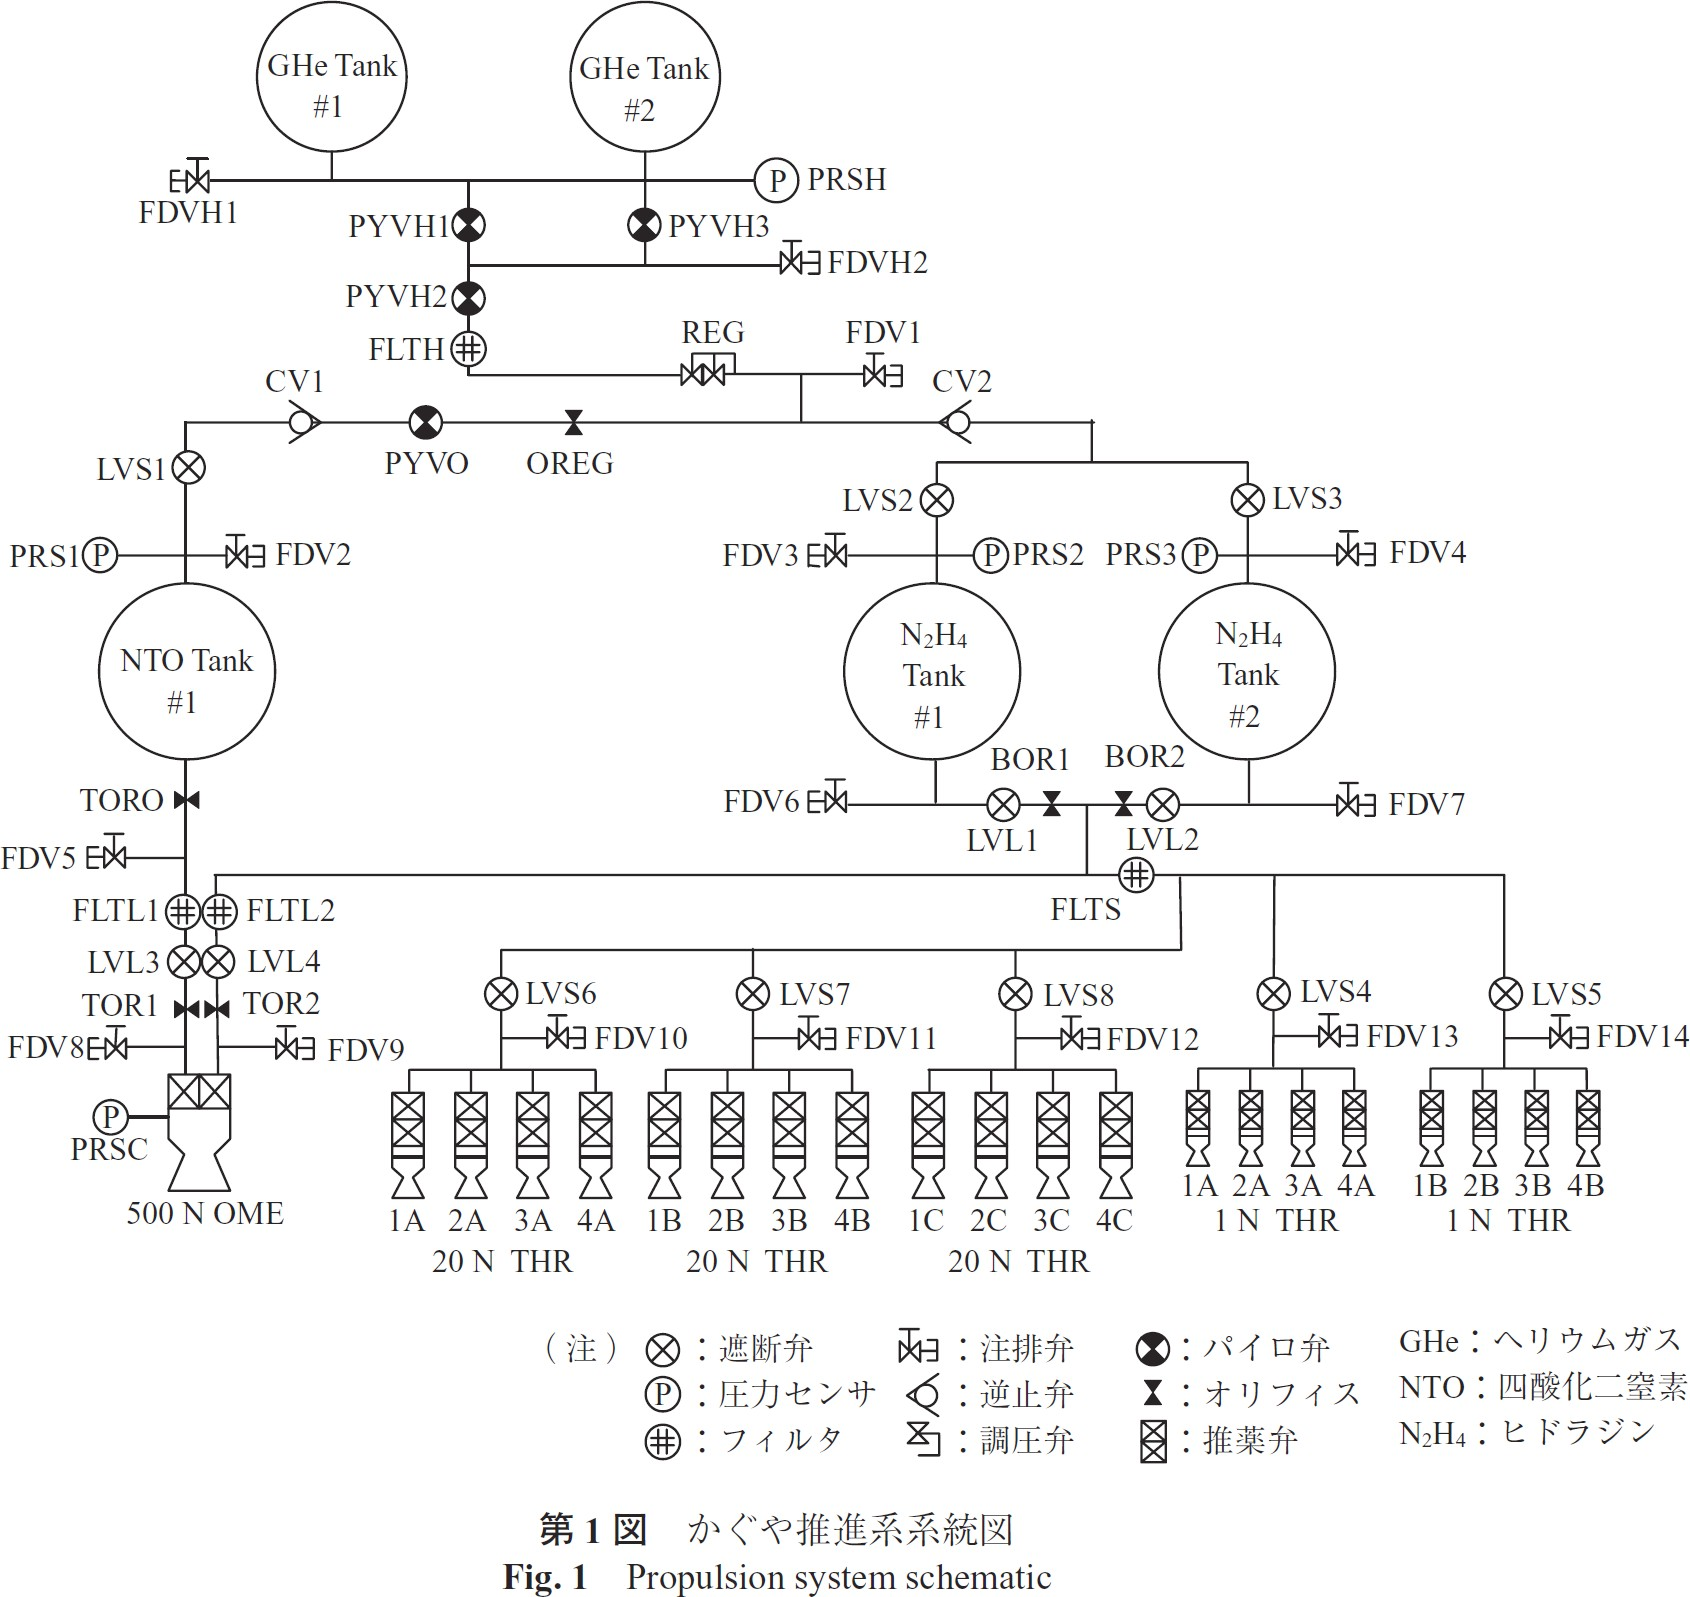 GHe Tank
#1
GHe Tank
#2
FDVH1
PRSH
PYVH1
PYVH3
FDVH2
PYVH2
FLTH
REG
FDV1
CV1
CV2
PYVO
OREG
LVS1
LVS2
LVS3
PRS1
P
FDV2
FDV3
P
PRS2
PRS3
P
FDV4
P
NTO Tank
#1
N₂H₄
Tank
#1
N₂H₄
Tank
#2
TORO
BOR1
BOR2
FDV6
FDV7
LVL1
LVL2
FDV5
FLTL1
FLTL2
FLTS
LVL3
LVL4
TOR1
TOR2
LVS6
LVS7
LVS8
LVS4
LVS5
FDV8
FDV9
FDV10
FDV11
FDV12
FDV13
FDV14
P
PRSC
500 N OME
1A 2A 3A 4A
20 N THR
1B 2B 3B 4B
20 N THR
1C 2C 3C 4C
20 N THR
1A 2A 3A 4A
1 N THR
1B 2B 3B 4B
1 N THR
(注) :遮断弁 :注排弁 :パイロ弁 GHe:ヘリウムガス
P :圧力センサ :逆止弁 :オリフィス NTO:四酸化二窒素
:フィルタ :調圧弁 :推薬弁 N₂H₄:ヒドラジン
第1図 かぐや推進系系統図
Fig. 1 Propulsion system schematic